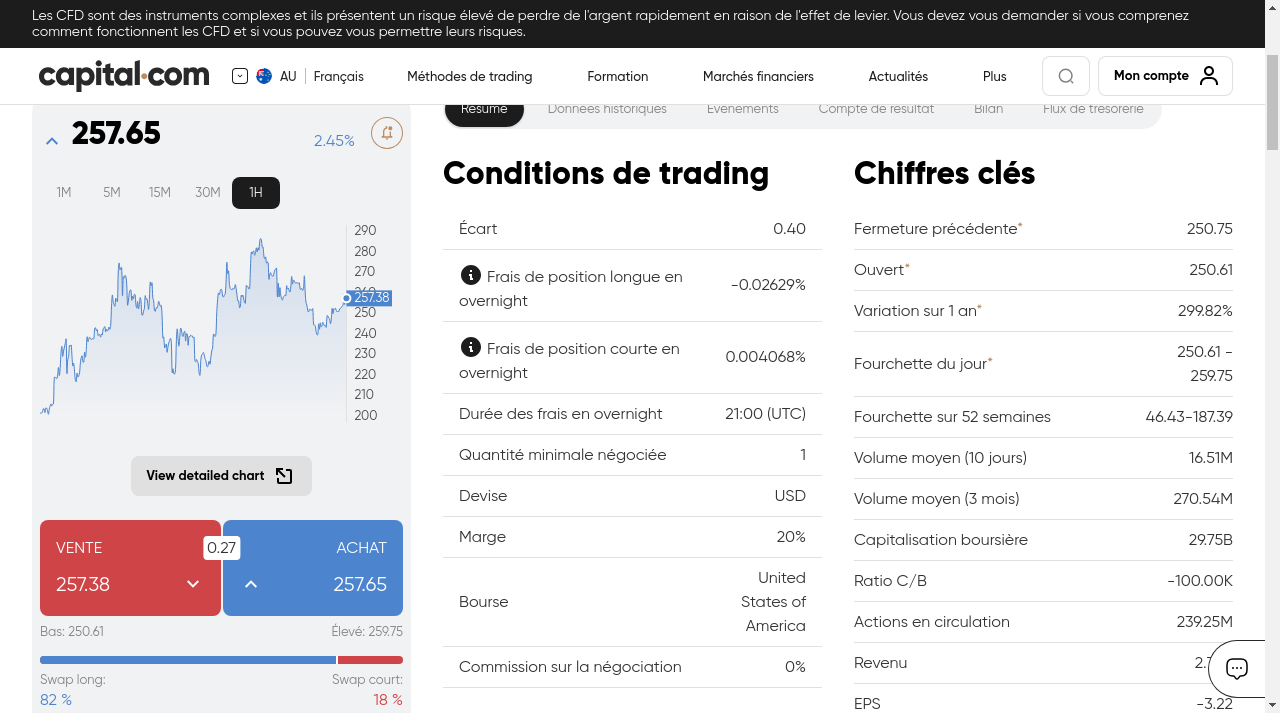 Les CFD sont des instruments complexes et ils présentent un risque élevé de perdre de l'argent rapidement en raison de l'effet de levier. Vous devez vous demander si vous comprenez
comment fonctionnent les CFD et si vous pouvez vous permettre leurs risques.
capital.com
AU
Français
Méthodes de trading
Formation
Marchés financiers
Actualités
Plus
Mon compte
257.65
2.45%
1M
5M
15M
30M
1H
290
280
270
257.38
250
240
230
220
210
200
View detailed chart
VENTE
0.27
ACHAT
257.38
257.65
Bas: 250.61
Élevé: 259.75
Swap long:
Swap court:
82 %
18 %
Résumé
Données historiques
Événements
Compte de résultat
Bilan
Flux de trésorerie
Conditions de trading
Écart 0.40
Frais de position longue en
overnight
-0.02629%
Frais de position courte en
overnight
0.004068%
Durée des frais en overnight 21:00 (UTC)
Quantité minimale négociée 1
Devise USD
Marge 20%
Bourse
United
States of
America
Commission sur la négociation 0%
Chiffres clés
Fermeture précédente* 250.75
Ouvert* 250.61
Variation sur 1 an* 299.82%
Fourchette du jour*
250.61 -
259.75
Fourchette sur 52 semaines 46.43-187.39
Volume moyen (10 jours) 16.51M
Volume moyen (3 mois) 270.54M
Capitalisation boursière 29.75B
Ratio C/B -100.00K
Actions en circulation 239.25M
Revenu
EPS -3.22